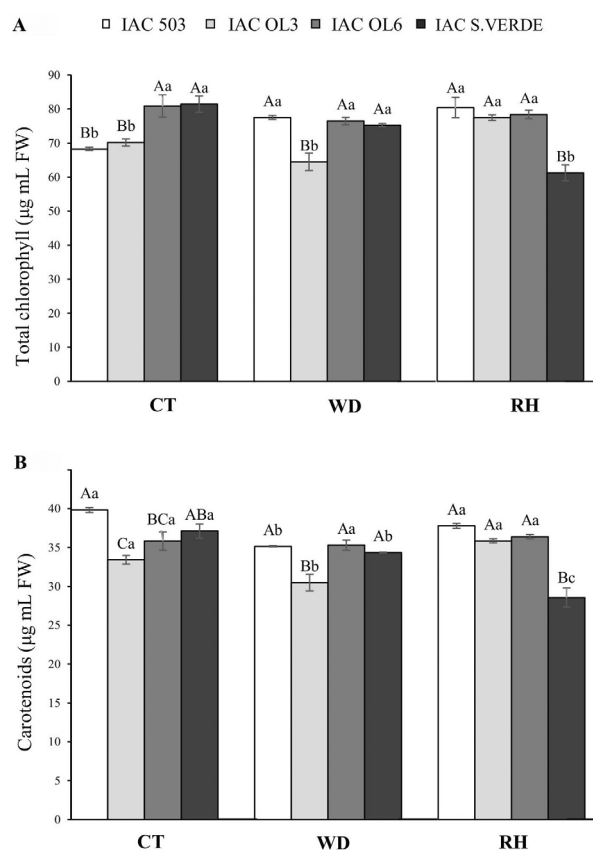 A
IAC 503 IAC OL3 IAC OL6 IAC S.VERDE
Total chlorophyll (µg mL FW)
90
80
70
60
50
40
30
20
10
0
Bb Bb Aa Aa
Aa Bb Aa Aa
Aa Aa Aa Bb
CT WD RH
B
Carotenoids (µg mL FW)
45
40
35
30
25
20
15
10
5
0
Aa Ca BCa ABa
Ab Bb Aa Ab
Aa Aa Aa Bc
CT WD RH